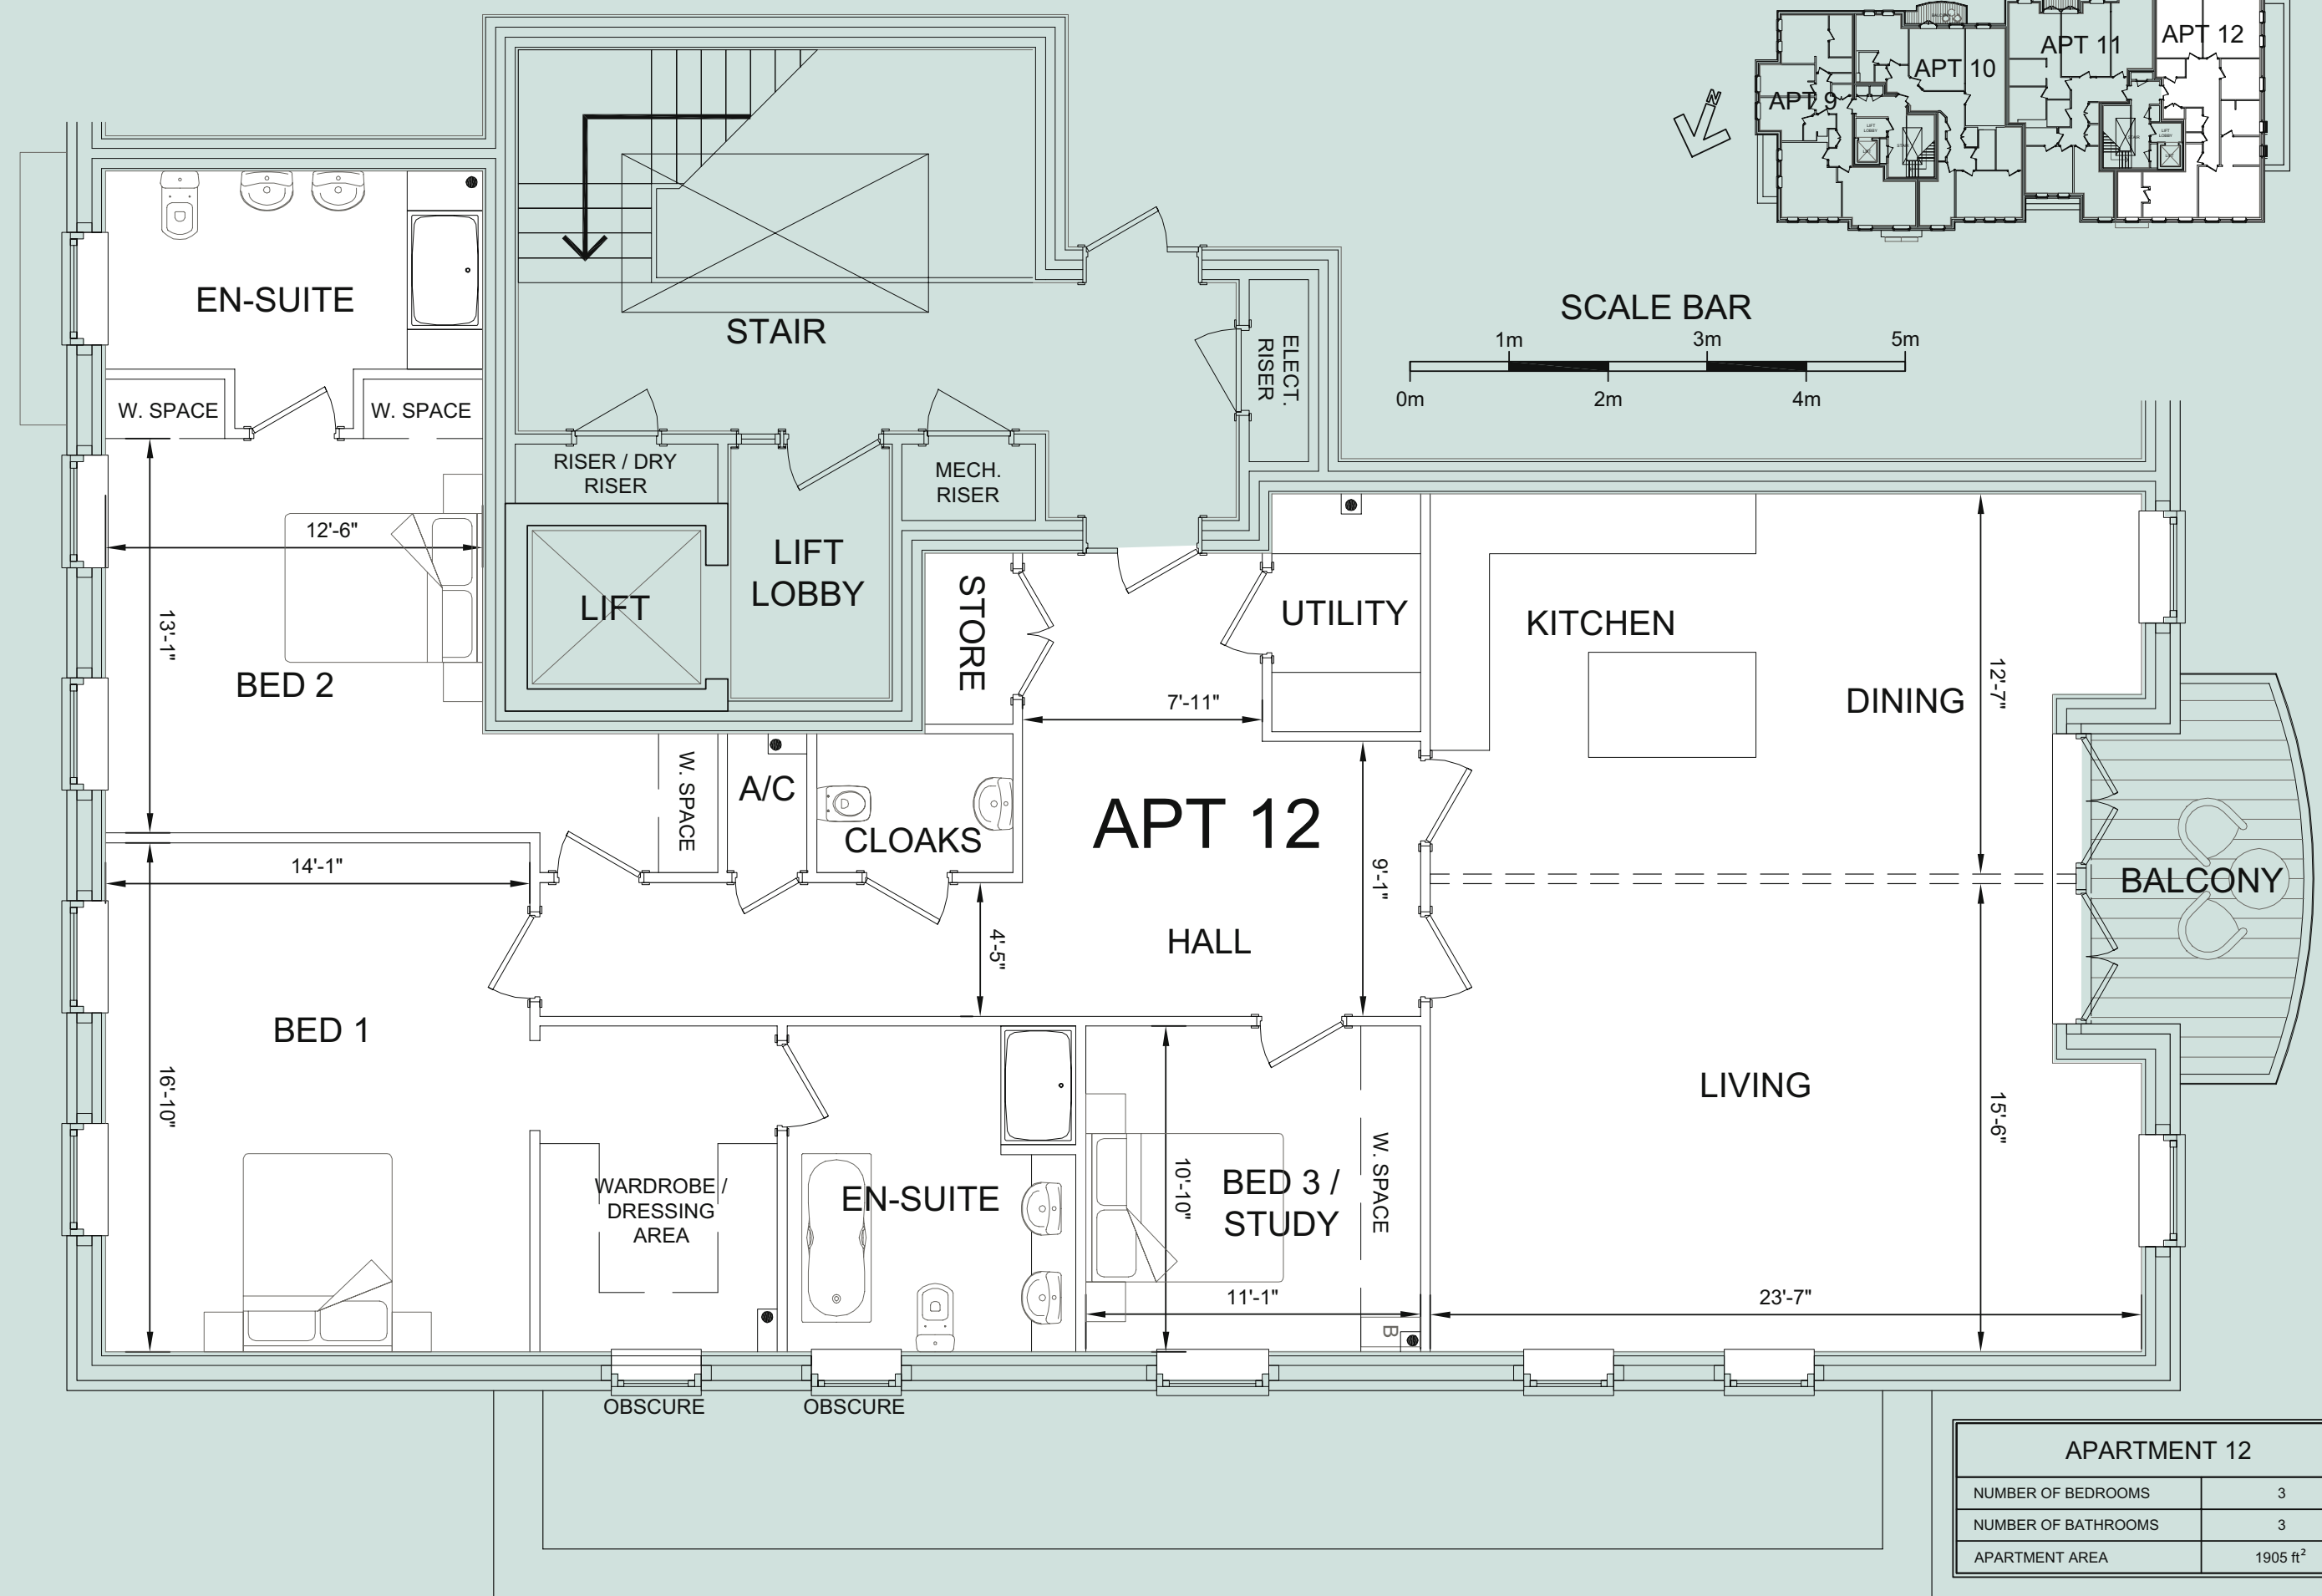 APT 9
APT 10
APT 11
APT 12
N
SCALE BAR
1m
3m
5m
0m
2m
4m
EN-SUITE
W. SPACE
W. SPACE
STAIR
ELECT.
RISER
RISER / DRY
RISER
MECH.
RISER
LIFT
LOBBY
LIFT
12'-6"
13'-1"
BED 2
STORE
UTILITY
KITCHEN
DINING
12'-7"
7'-11"
W. SPACE
A/C
CLOAKS
APT 12
9'-1"
BALCONY
14'-1"
4'-5"
HALL
BED 1
16'-10"
LIVING
15'-6"
WARDROBE /
DRESSING
AREA
EN-SUITE
10'-10"
BED 3 /
STUDY
W. SPACE
11'-1"
23'-7"
B
OBSCURE
OBSCURE
APARTMENT 12
NUMBER OF BEDROOMS 3
NUMBER OF BATHROOMS 3
APARTMENT AREA 1905 ft²